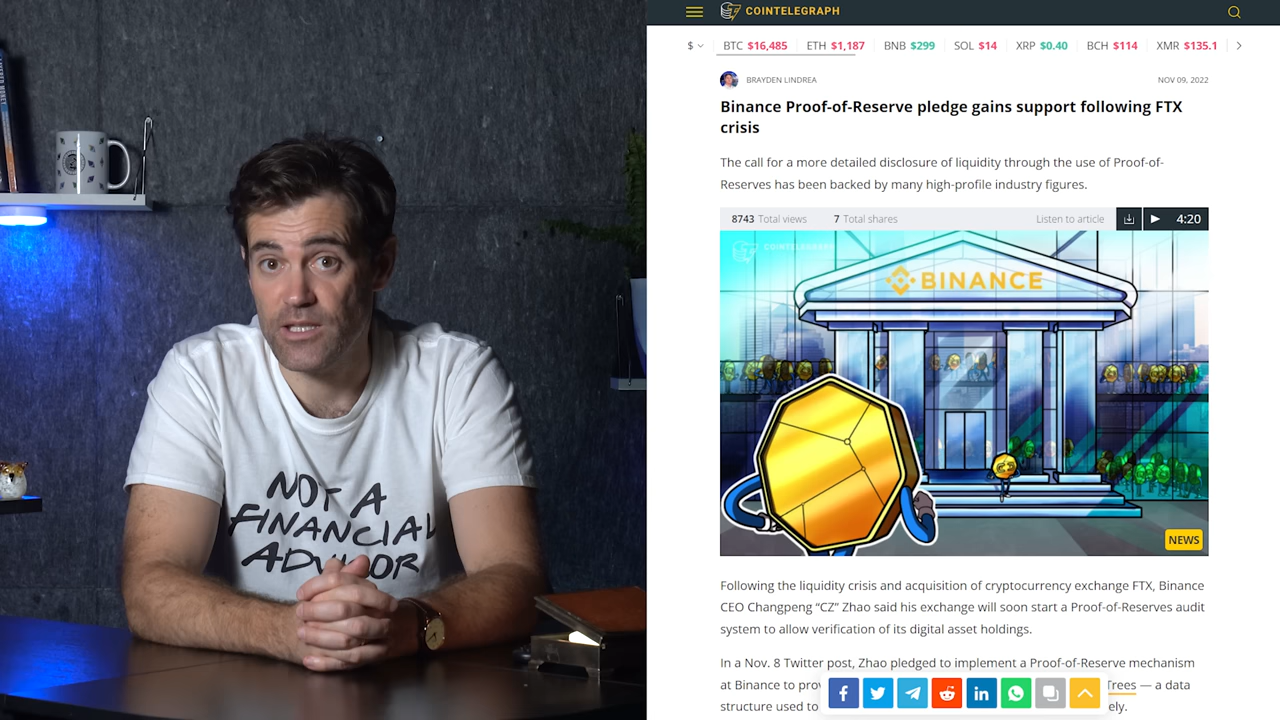 NOT A
FINANCIAL
ADVISOR
COINTELEGRAPH
$ BTC $16,485 ETH $1,187 BNB $299 SOL $14 XRP $0.40 BCH $114 XMR $135.1
BRAYDEN LINDREA NOV 09, 2022
Binance Proof-of-Reserve pledge gains support following FTX
crisis
The call for a more detailed disclosure of liquidity through the use of Proof-of-
Reserves has been backed by many high-profile industry figures.
8743 Total views 7 Total shares Listen to article 4:20
COINTELEGRAPH
BINANCE
NEWS
Following the liquidity crisis and acquisition of cryptocurrency exchange FTX, Binance
CEO Changpeng “CZ” Zhao said his exchange will soon start a Proof-of-Reserves audit
system to allow verification of its digital asset holdings.
In a Nov. 8 Twitter post, Zhao pledged to implement a Proof-of-Reserve mechanism
at Binance to Trees — a data
structure used to ely.